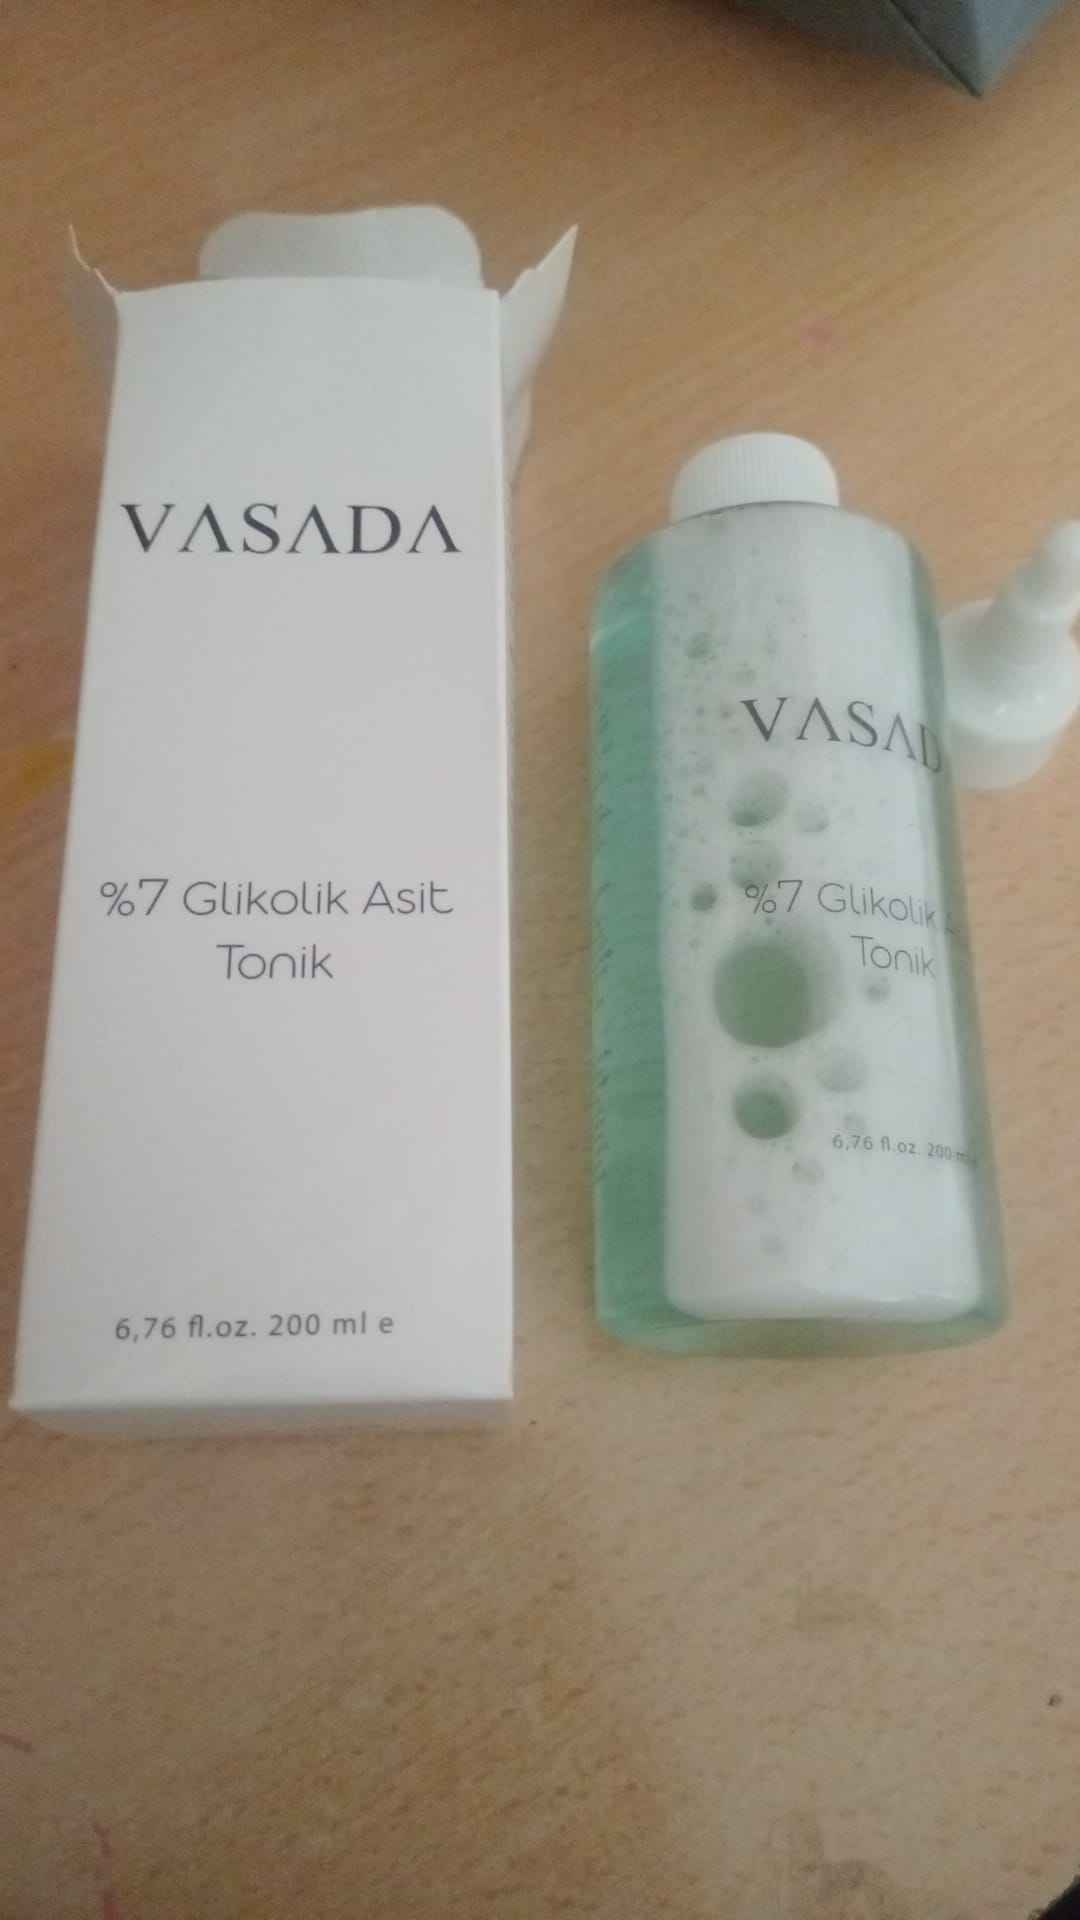 VASADA
%7 Glikolik Asit
Tonik
6,76 fl.oz. 200 ml e
VASAD
%7 Glikolik
Tonik
6,76 fl.oz. 200 ml